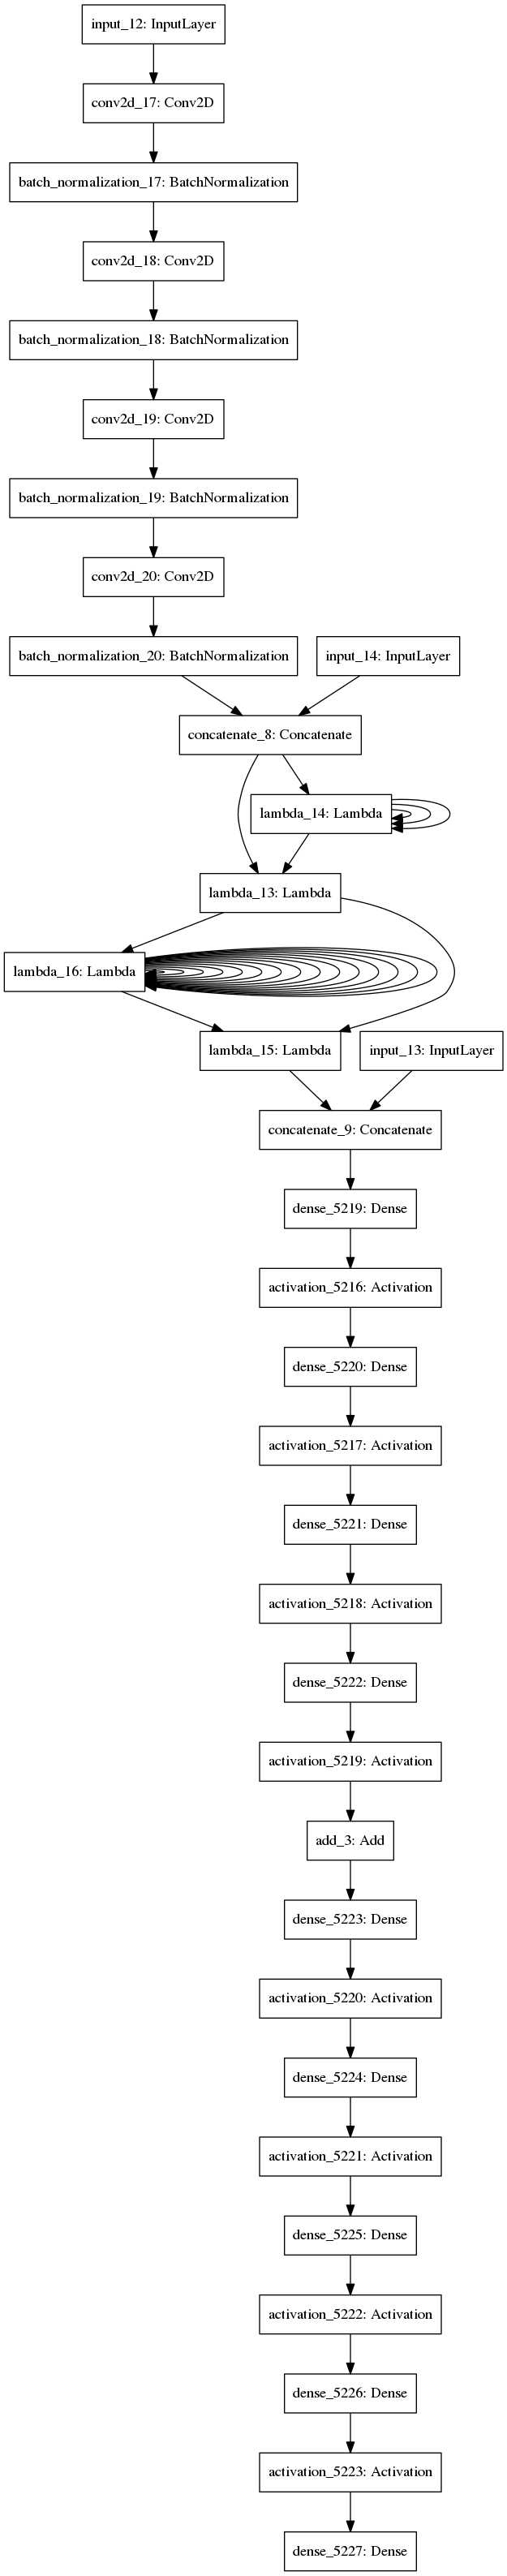 input_12: InputLayer
conv2d_17: Conv2D
batch_normalization_17: BatchNormalization
conv2d_18: Conv2D
batch_normalization_18: BatchNormalization
conv2d_19: Conv2D
batch_normalization_19: BatchNormalization
conv2d_20: Conv2D
batch_normalization_20: BatchNormalization
input_14: InputLayer
concatenate_8: Concatenate
lambda_14: Lambda
lambda_13: Lambda
lambda_16: Lambda
lambda_15: Lambda
input_13: InputLayer
concatenate_9: Concatenate
dense_5219: Dense
activation_5216: Activation
dense_5220: Dense
activation_5217: Activation
dense_5221: Dense
activation_5218: Activation
dense_5222: Dense
activation_5219: Activation
add_3: Add
dense_5223: Dense
activation_5220: Activation
dense_5224: Dense
activation_5221: Activation
dense_5225: Dense
activation_5222: Activation
dense_5226: Dense
activation_5223: Activation
dense_5227: Dense